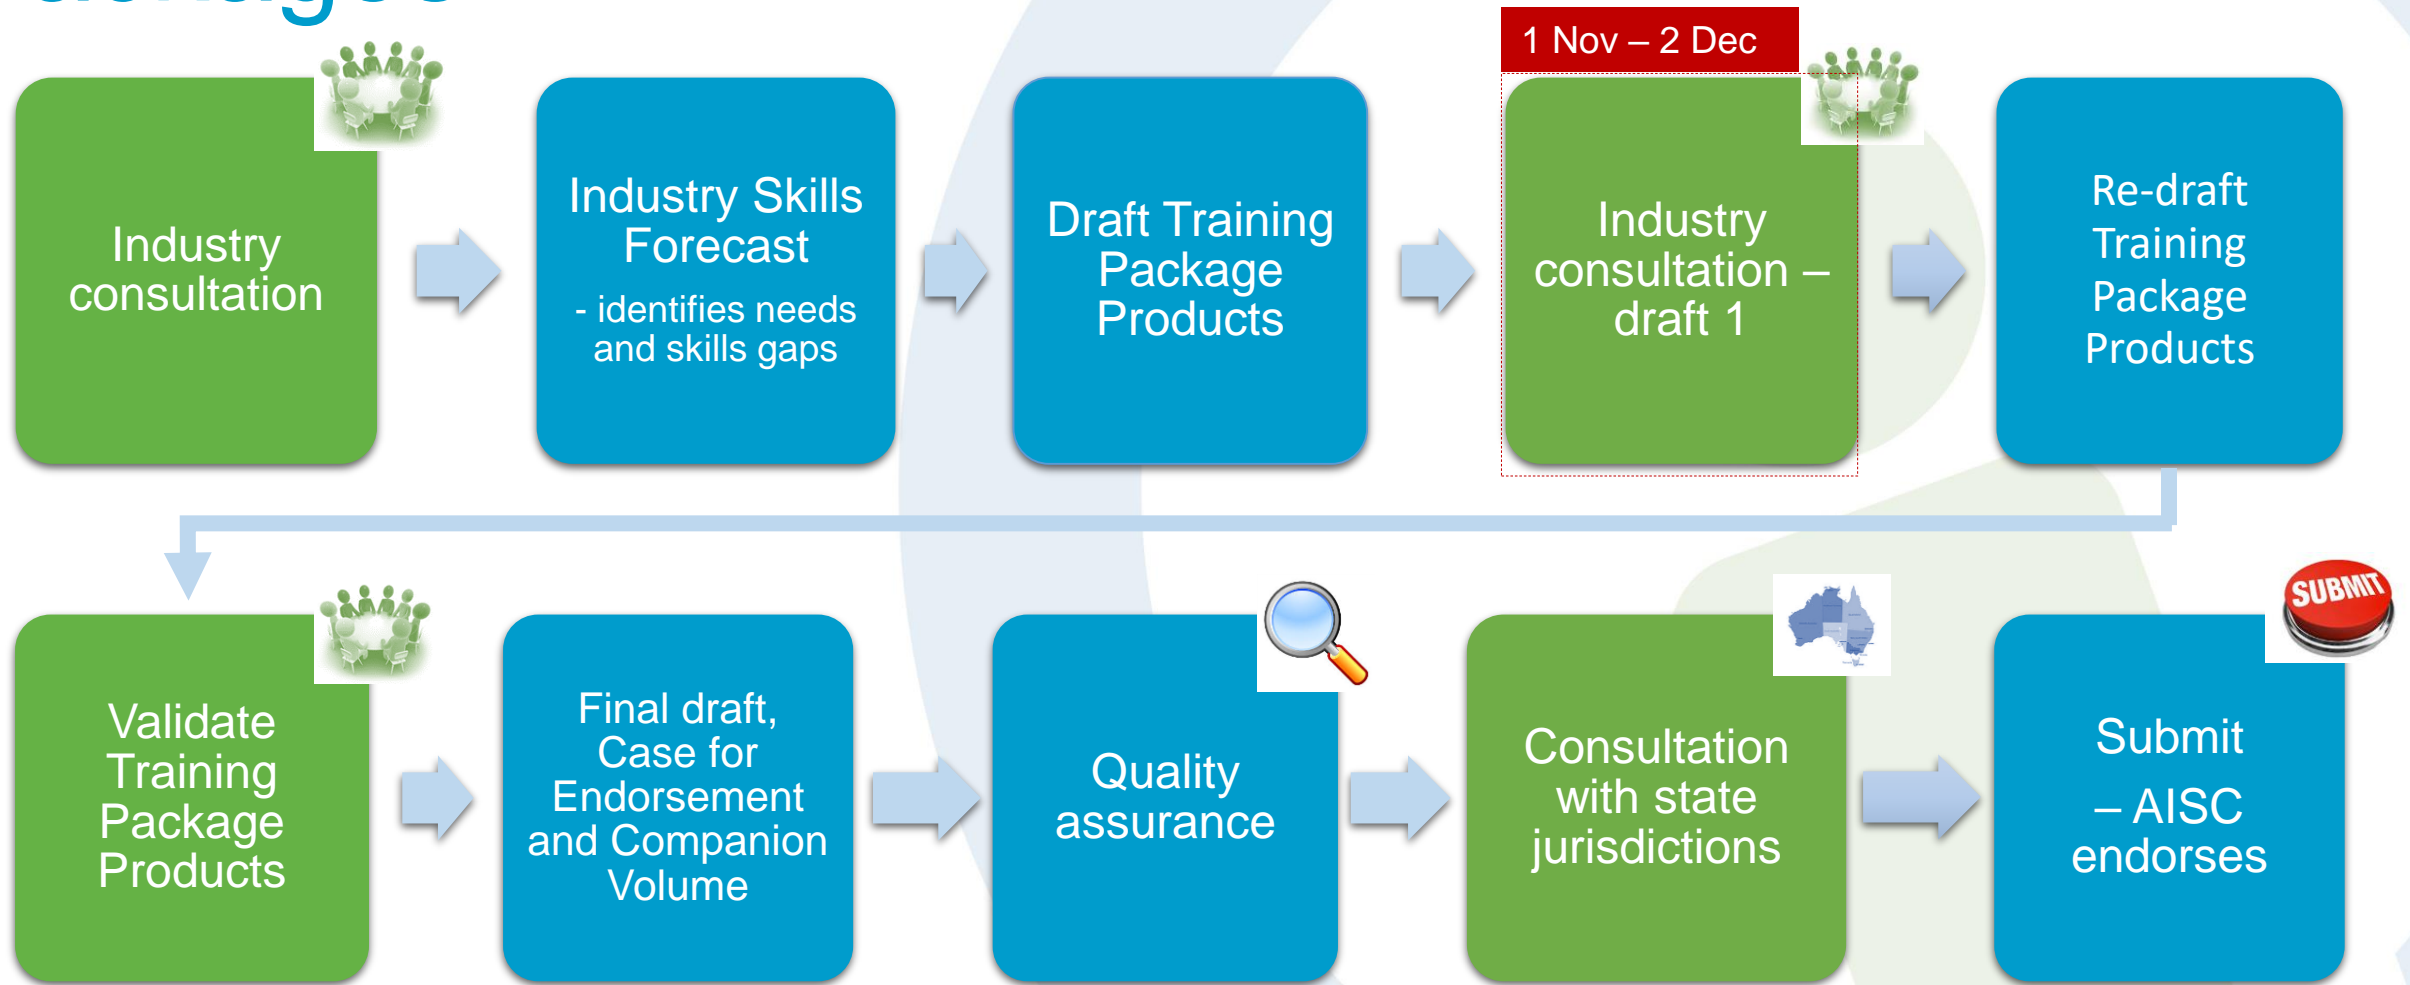 1 Nov – 2 Dec
Industry
consultation
Industry Skills
Forecast
- identifies needs
and skills gaps
Draft Training
Package
Products
Industry
consultation –
draft 1
Re-draft
Training
Package
Products
Validate
Training
Package
Products
Final draft,
Case for
Endorsement
and Companion
Volume
Quality
assurance
Consultation
with state
jurisdictions
SUBMIT
Submit
– AISC
endorses